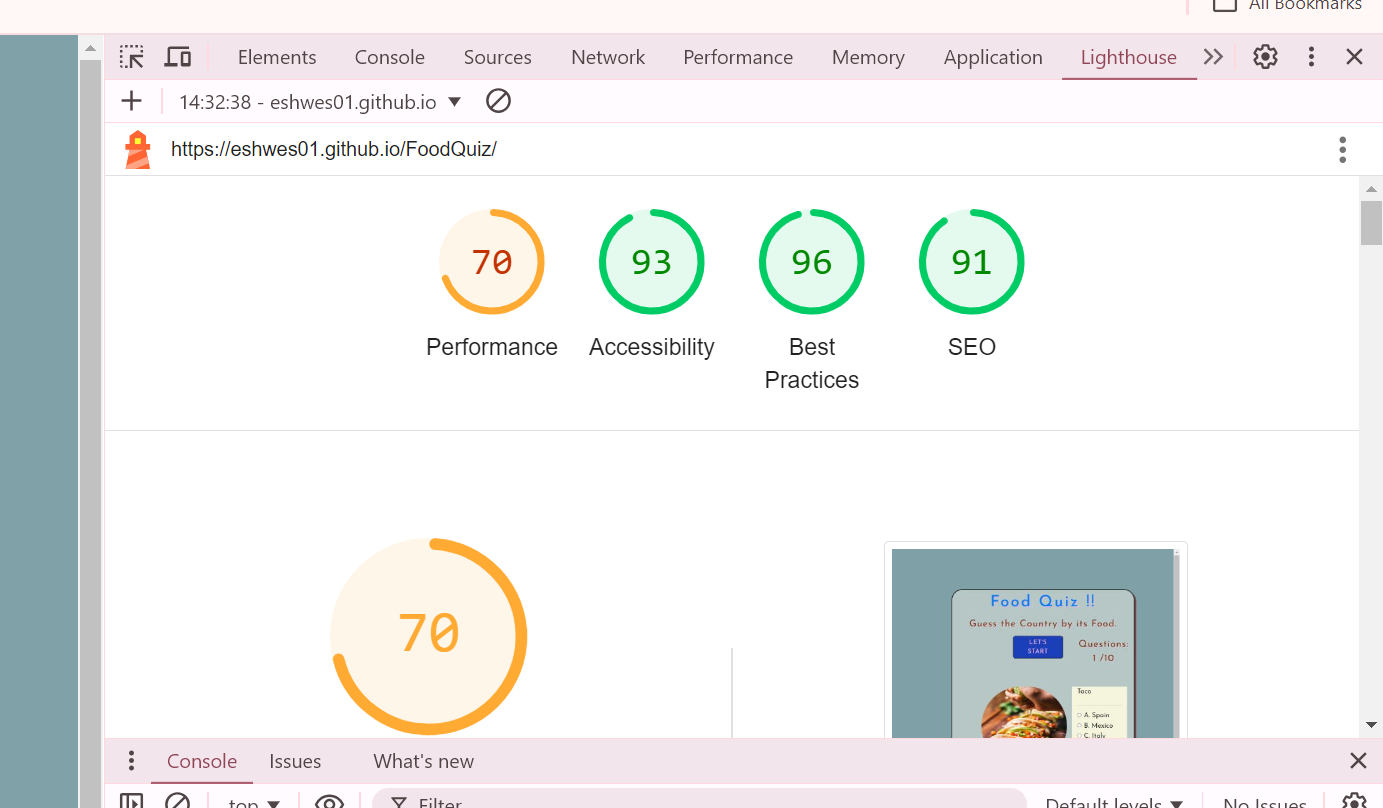 All Bookmarks
Elements Console Sources Network Performance Memory Application Lighthouse
14:32:38 - eshwes01.github.io
https://eshwes01.github.io/FoodQuiz/
70 93 96 91
Performance Accessibility Best Practices SEO
70
Food Quiz !!
Guess the Country by its Food.
LET'S START
Questions:
1 /10
Taco
A. Spain
B. Mexico
C. Italy
Console Issues What's new
top Filter Default levels No Issues